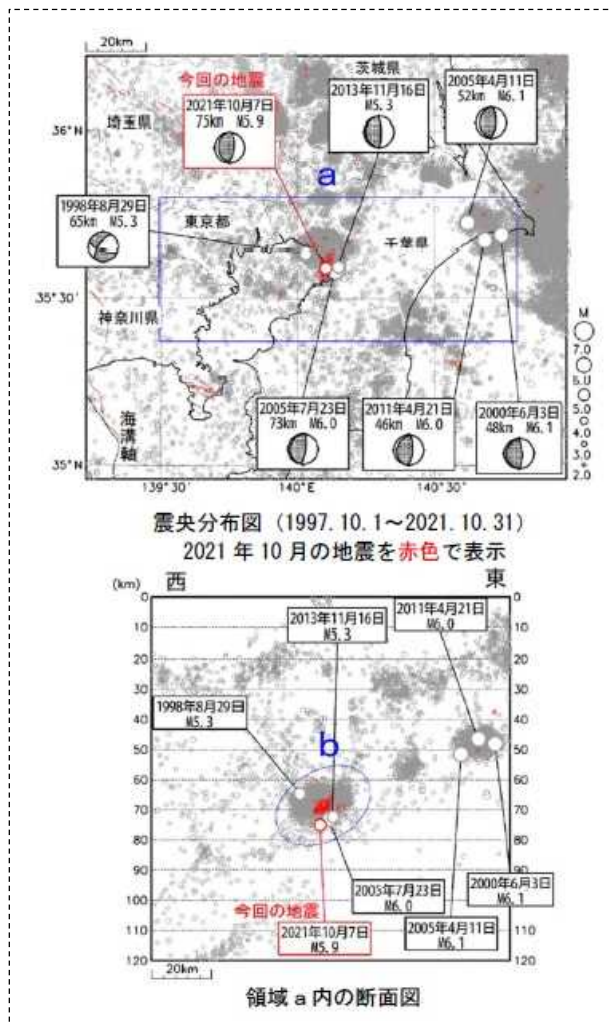 20km
茨城県
今回の地震
2021年10月7日
75km M5.9
2013年11月16日
M5.3
2005年4月11日
52km M6.1
36°N
埼玉県
a
1998年8月29日
65km M5.3
東京都
千葉県
35°30'
神奈川県
M
7.0
5.0
4.0
3.0
2.0
2005年7月23日
73km M6.0
2011年4月21日
46km M6.0
2000年6月3日
48km M6.1
海溝軸
35°N
139°30'
140°E
140°30'
震央分布図（1997.10.1～2021.10.31）
2021年10月の地震を赤色で表示
(km)
西
東
2013年11月16日
M5.3
2011年4月21日
M6.0
0
10
20
30
40
50
60
70
80
90
100
110
120
0
10
20
30
40
50
60
70
80
90
100
110
120
1998年8月29日
M5.3
b
2005年7月23日
M6.0
2000年6月3日
M6.1
今回の地震
2021年10月7日
M5.9
2005年4月11日
M6.1
20km
領域a内の断面図